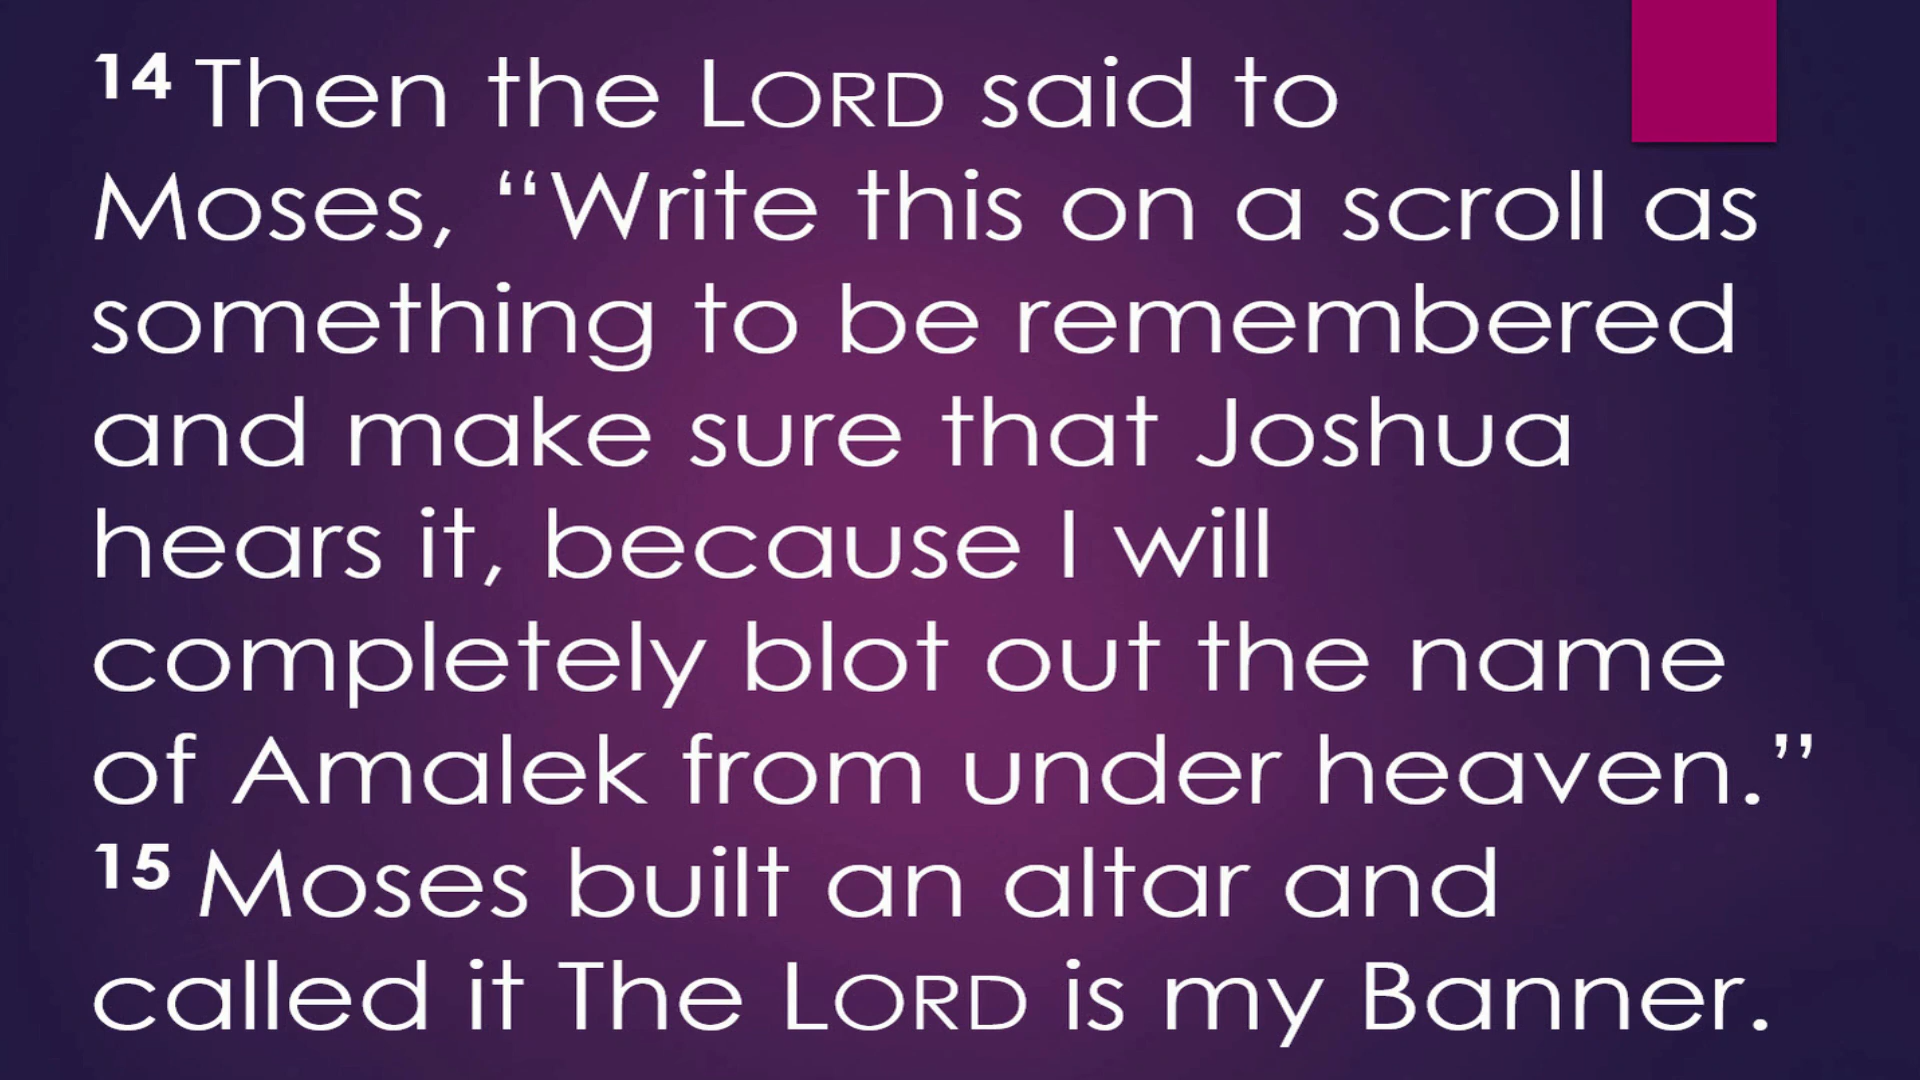 14 Then the LORD said to
Moses, “Write this on a scroll as
something to be remembered
and make sure that Joshua
hears it, because I will
completely blot out the name
of Amalek from under heaven.”
15 Moses built an altar and
called it The LORD is my Banner.